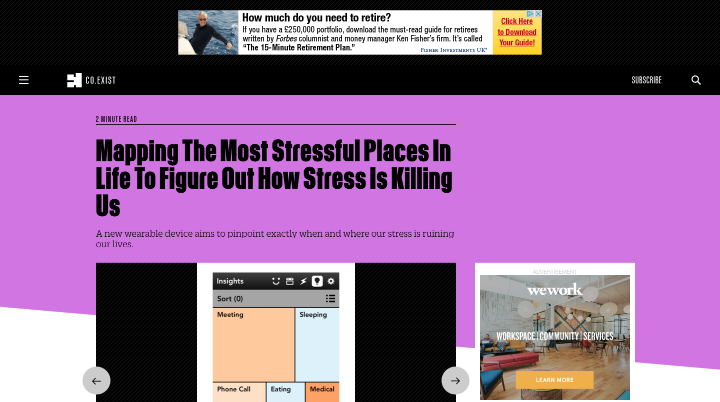 How much do you need to retire?
If you have a £250,000 portfolio, download the must-read guide for retirees
written by Forbes columnist and money manager Ken Fisher's firm. It's called
"The 15-Minute Retirement Plan."
FISHER INVESTMENTS UK®
Click Here
to Download
Your Guide!
CO.EXIST
SUBSCRIBE
2 MINUTE READ
Mapping The Most Stressful Places In
Life To Figure Out How Stress Is Killing
Us
A new wearable device aims to pinpoint exactly when and where our stress is ruining
our lives.
Insights
Sort (0)
Meeting
Sleeping
Phone Call
Eating
Medical
ADVERTISEMENT
wework
WORKSPACE | COMMUNITY | SERVICES
LEARN MORE